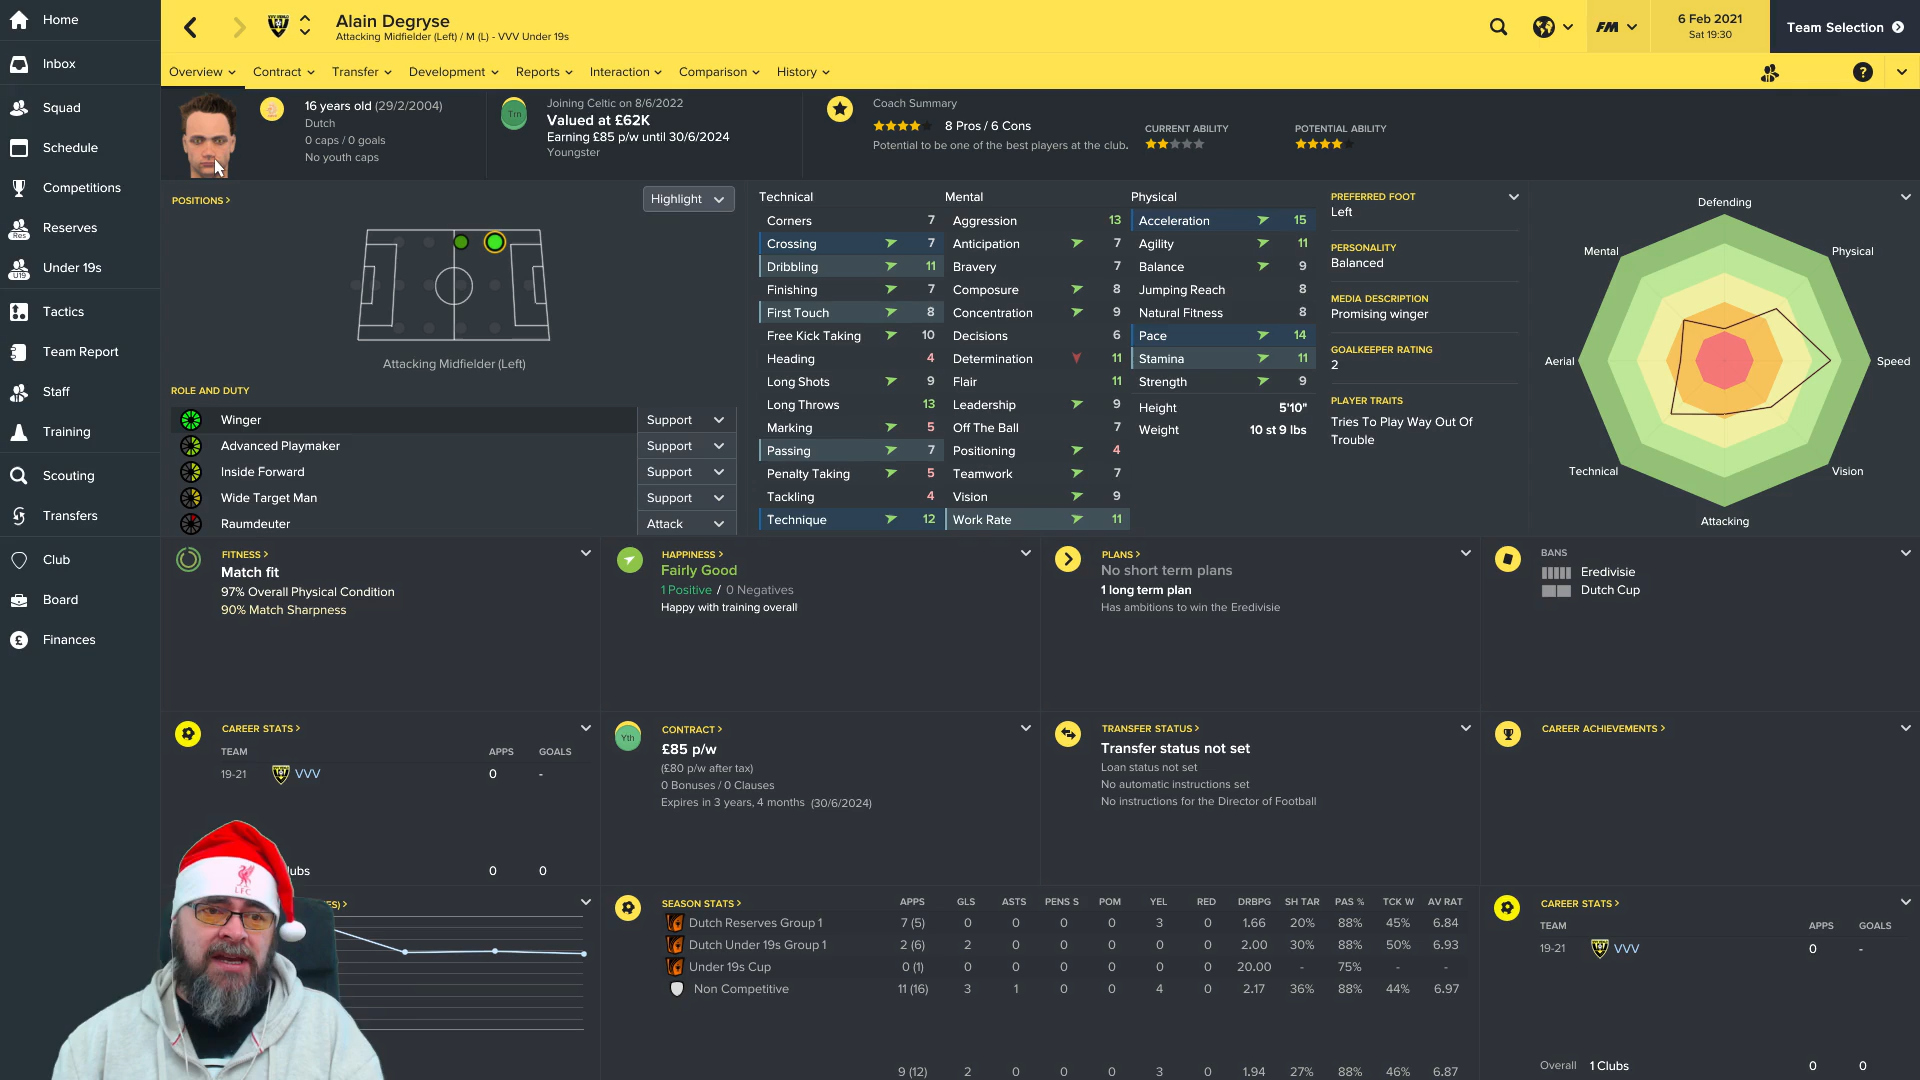 Home
Inbox
Squad
Schedule
Competitions
Reserves
Under 19s
Tactics
Team Report
Staff
Training
Scouting
Transfers
Club
Board
Finances
Alain Degryse
Attacking Midfielder (Left) / M (L) - VVV Under 19s
FM
6 Feb 2021
Sat 19:30
Team Selection
Overview
Contract
Transfer
Development
Reports
Interaction
Comparison
History
?
16 years old (29/2/2004)
Dutch
0 caps / 0 goals
No youth caps
Trn
Joining Celtic on 8/6/2022
Valued at £62K
Earning £85 p/w until 30/6/2024
Youngster
Coach Summary
8 Pros / 6 Cons
Potential to be one of the best players at the club.
CURRENT ABILITY
POTENTIAL ABILITY
POSITIONS >
Highlight
Attacking Midfielder (Left)
ROLE AND DUTY
Winger Support
Advanced Playmaker Support
Inside Forward Support
Wide Target Man Support
Raumdeuter Attack
Technical
Corners 7
Crossing 7
Dribbling 11
Finishing 7
First Touch 8
Free Kick Taking 10
Heading 4
Long Shots 9
Long Throws 13
Marking 5
Passing 7
Penalty Taking 5
Tackling 4
Technique 12
Mental
Aggression 13
Anticipation 7
Bravery 7
Composure 8
Concentration 9
Decisions 6
Determination 11
Flair 11
Leadership 9
Off The Ball 7
Positioning 4
Teamwork 7
Vision 9
Work Rate 11
Physical
Acceleration 15
Agility 11
Balance 9
Jumping Reach 8
Natural Fitness 8
Pace 14
Stamina 11
Strength 9
Height 5'10"
Weight 10 st 9 lbs
PREFERRED FOOT
Left
PERSONALITY
Balanced
MEDIA DESCRIPTION
Promising winger
GOALKEEPER RATING
2
PLAYER TRAITS
Tries To Play Way Out Of
Trouble
Defending
Mental
Physical
Aerial
Speed
Technical
Vision
Attacking
FITNESS >
Match fit
97% Overall Physical Condition
90% Match Sharpness
HAPPINESS >
Fairly Good
1 Positive / 0 Negatives
Happy with training overall
PLANS >
No short term plans
1 long term plan
Has ambitions to win the Eredivisie
BANS
Eredivisie
Dutch Cup
CAREER STATS >
TEAM APPS GOALS
19-21 VVV 0 -
lubs 0 0
Yth
CONTRACT >
£85 p/w
(£80 p/w after tax)
0 Bonuses / 0 Clauses
Expires in 3 years, 4 months (30/6/2024)
TRANSFER STATUS >
Transfer status not set
Loan status not set
No automatic instructions set
No instructions for the Director of Football
CAREER ACHIEVEMENTS >
LFC
ES) >
SEASON STATS > APPS GLS ASTS PENS S POM YEL RED DRBPG SH TAR PAS % TCK W AV RAT
Dutch Reserves Group 1 7 (5) 0 0 0 0 3 0 1.66 20% 88% 45% 6.84
Dutch Under 19s Group 1 2 (6) 2 0 0 0 0 0 2.00 30% 88% 50% 6.93
Under 19s Cup 0 (1) 0 0 0 0 0 0 20.00 - 75% - -
Non Competitive 11 (16) 3 1 0 0 4 0 2.17 36% 88% 44% 6.97
9 (12) 2 0 0 0 3 0 1.94 27% 88% 46% 6.87
CAREER STATS >
TEAM APPS GOALS
19-21 VVV 0 -
Overall 1 Clubs 0 0